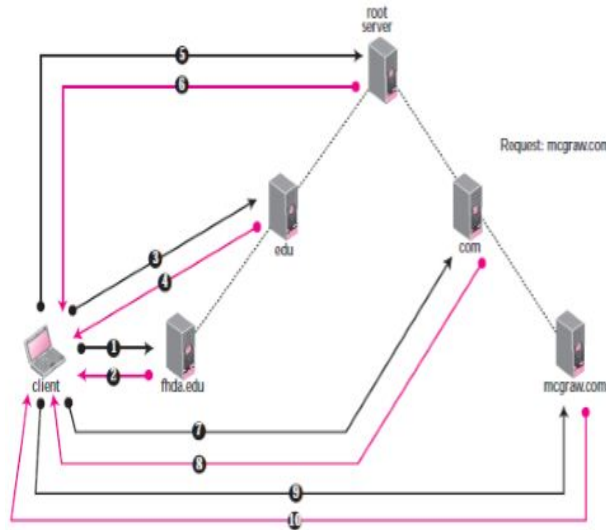 root
server
5
6
Request: mcgraw.com
edu
com
3
4
1
client
2
fhda.edu
mcgraw.com
7
8
9
10